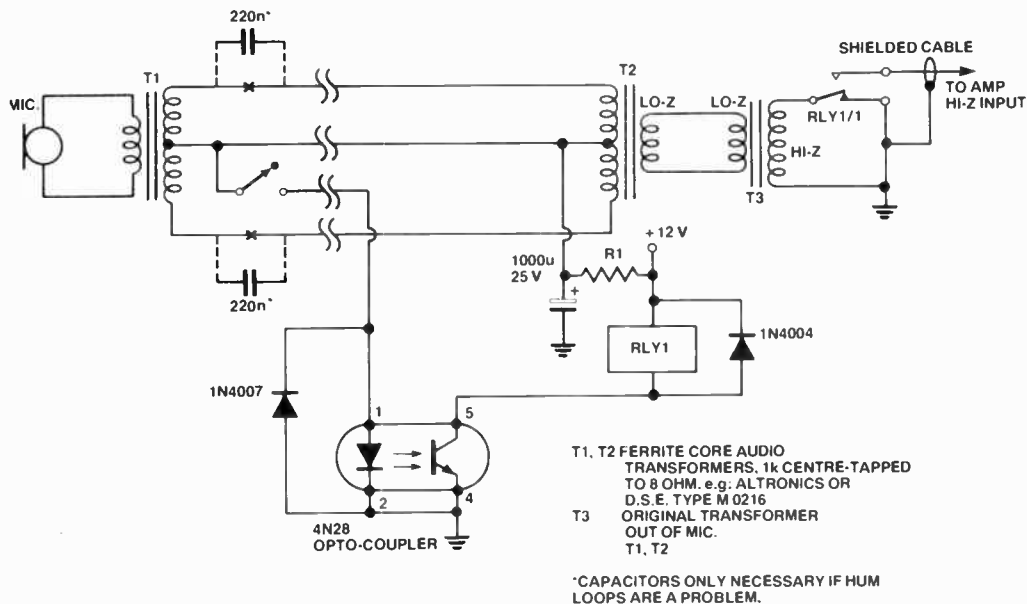 220n*
T1
MIC.
T2
LO-Z
LO-Z
HI-Z
T3
SHIELDED CABLE
TO AMP
HI-Z INPUT
RLY1/1
220n*
+12 V
R1
1000u
25 V
+
RLY1
1N4004
1N4007
1
5
2
4
4N28
OPTO-COUPLER
T1, T2 FERRITE CORE AUDIO
TRANSFORMERS, 1k CENTRE-TAPPED
TO 8 OHM. e.g: ALTRONICS OR
D.S.E. TYPE M 0216
T3 ORIGINAL TRANSFORMER
OUT OF MIC.
T1, T2
*CAPACITORS ONLY NECESSARY IF HUM
LOOPS ARE A PROBLEM.